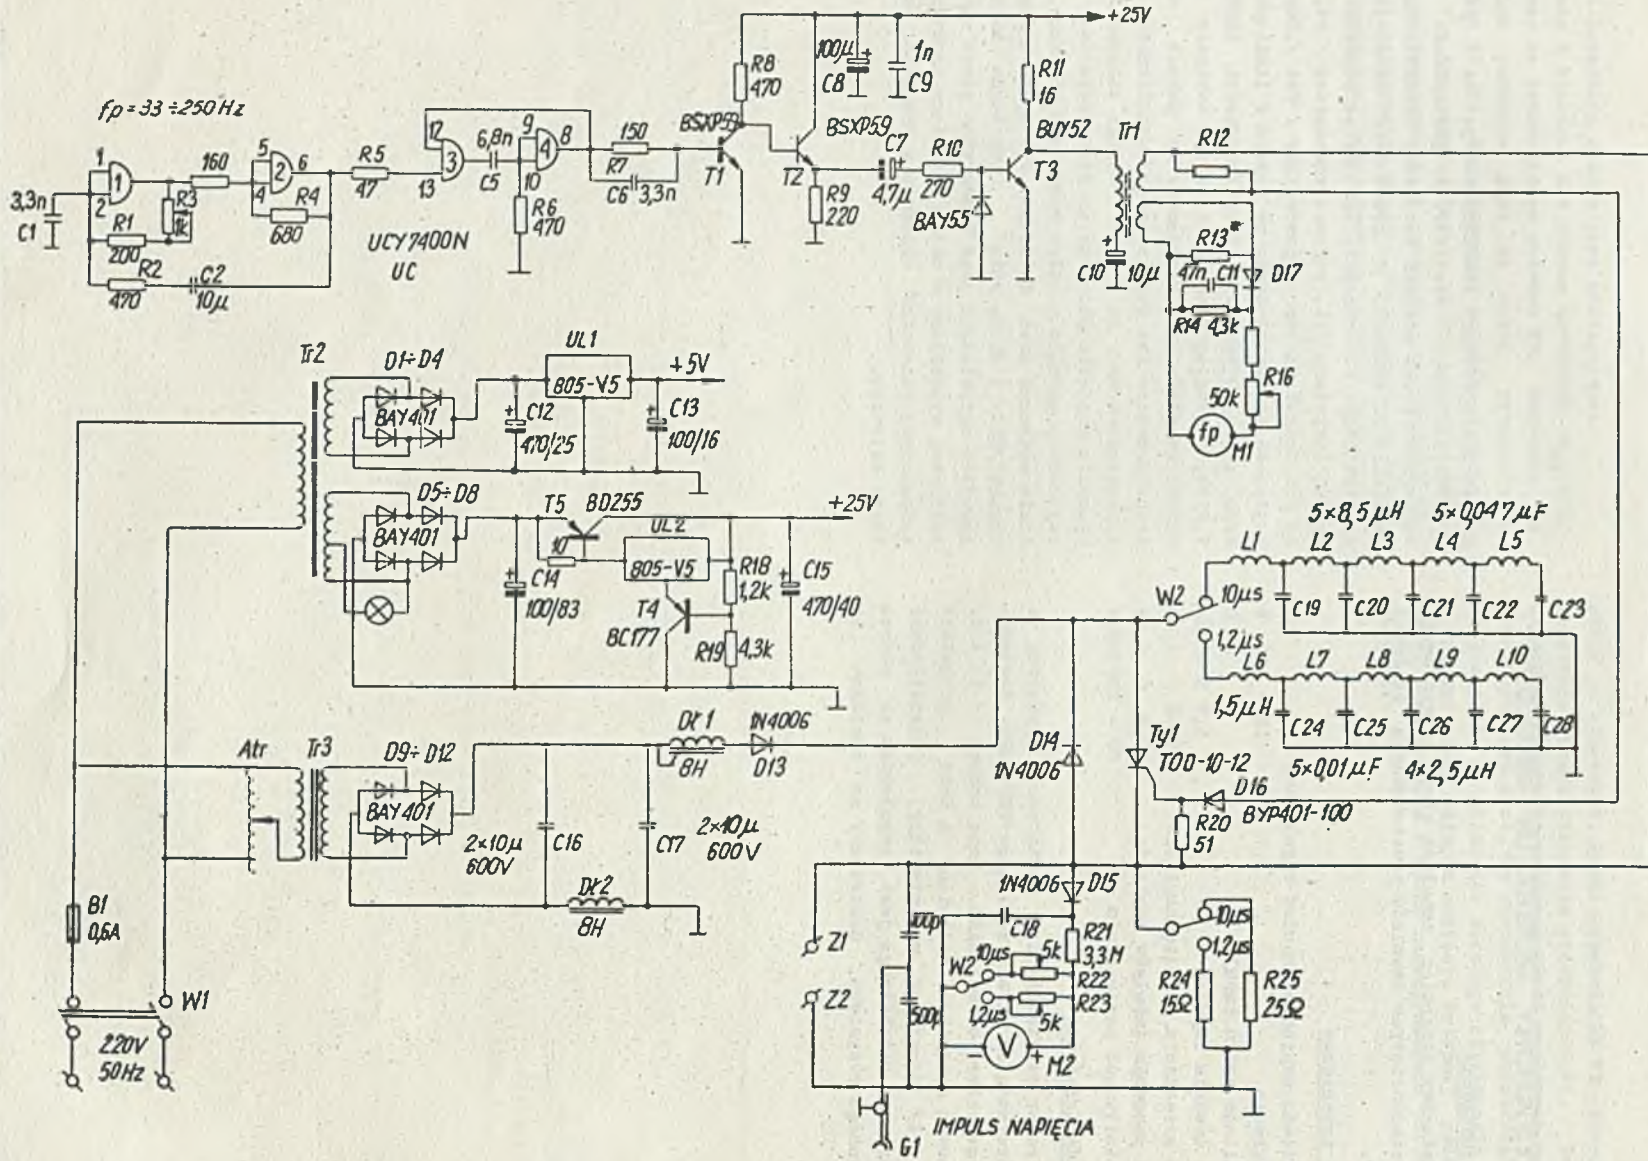 +25V
fp = 33 ÷ 250 Hz
R8
470
100µ
+
C8
1n
C9
R11
16
BUY52
BSXP59
T1
BSXP59
T2
C7
+
4,7µ
R10
270
T3
TH
R12
1
2
1
3,3n
C1
R3
1k
R1
200
R2
470
C2
10µ
160
5
4
2
6
R4
680
R5
47
12
13
3
6,8n
C5
9
10
4
8
R6
470
150
R7
C6
3,3n
UCY7400N
UC
R9
220
BAY55
+
C10
10µ
R13*
47n
C11
D17
R14
4,3k
R16
50k
fp
M1
Tr2
D1÷D4
BAY401
UL1
805-V5
+5V
+
C12
470/25
+
C13
100/16
D5÷D8
BAY401
T5
BD255
+25V
10
UL2
805-V5
+
C14
100/83
T4
BC177
R18
1,2k
R19
4,3k
+
C15
470/40
5×8,5µH
5×0,047µF
L1
L2
L3
L4
L5
W2
10µs
1,2µs
C19
C20
C21
C22
C23
L6
L7
L8
L9
L10
1,5µH
C24
C25
C26
C27
C28
5×0,01µF
4×2,5µH
Atr
Tr3
D9÷D12
BAY401
Dł1
8H
1N4006
D13
2×10µ
600V
C16
C17
2×10µ
600V
Dł2
8H
D14
1N4006
Ty1
TOO-10-12
D16
BYP401-100
R20
51
B1
0,6A
W1
220V
50Hz
Z1
Z2
100p
500p
1N4006
D15
C18
R21
3,3M
10µs
5k
W2
R22
R23
1,2µs
5k
-
V
+
M2
10µs
1,2µs
R24
15Ω
R25
25Ω
G1
IMPULS NAPIĘCIA